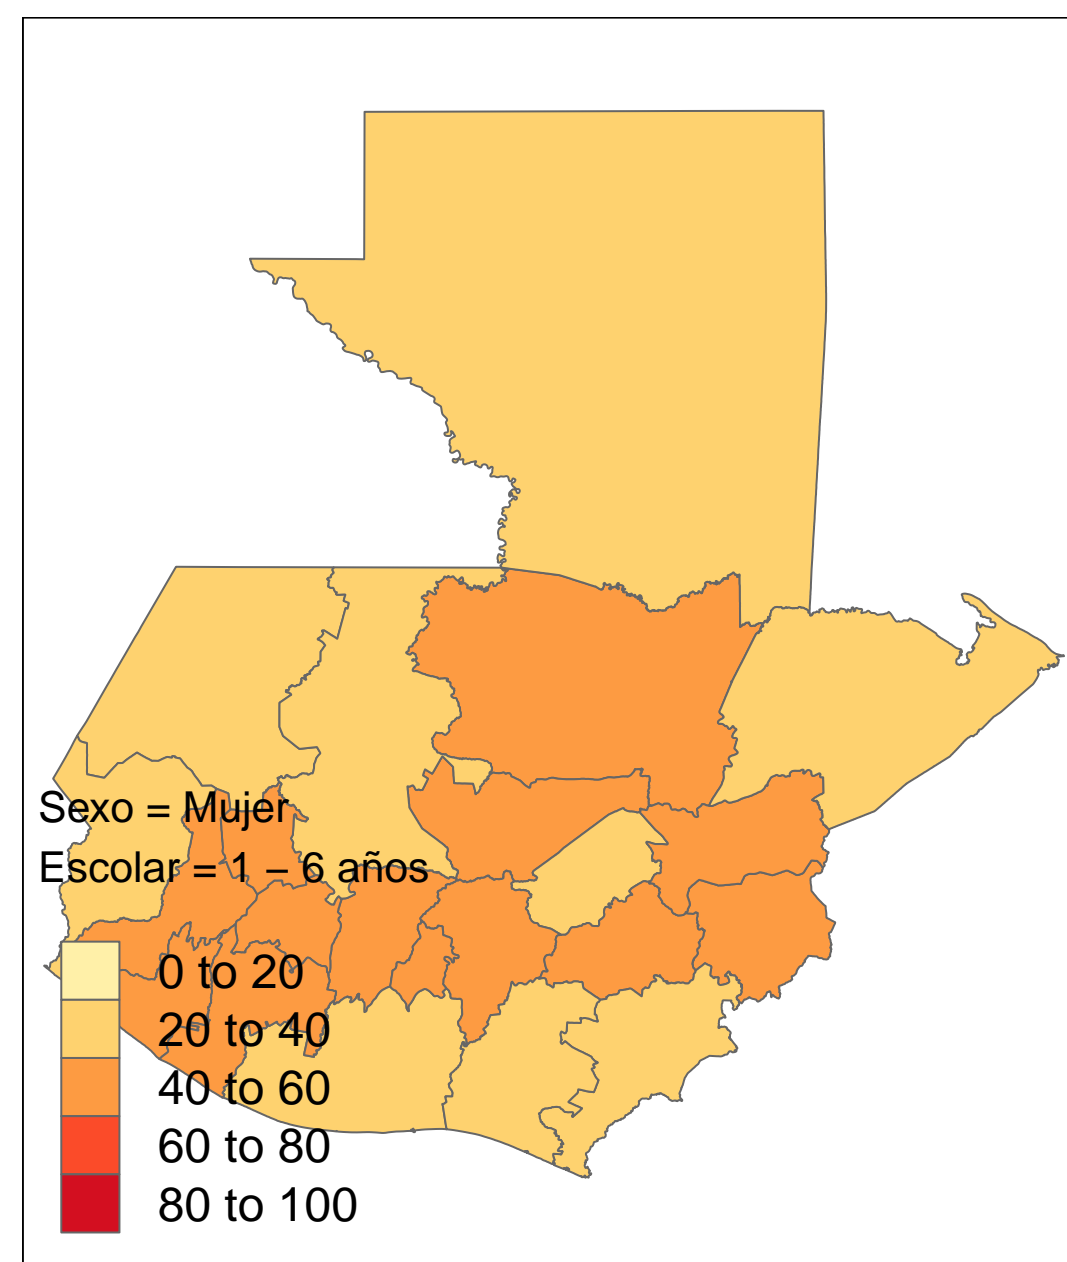 Sexo = Mujer
Escolar = 1 – 6 años
0 to 20
20 to 40
40 to 60
60 to 80
80 to 100